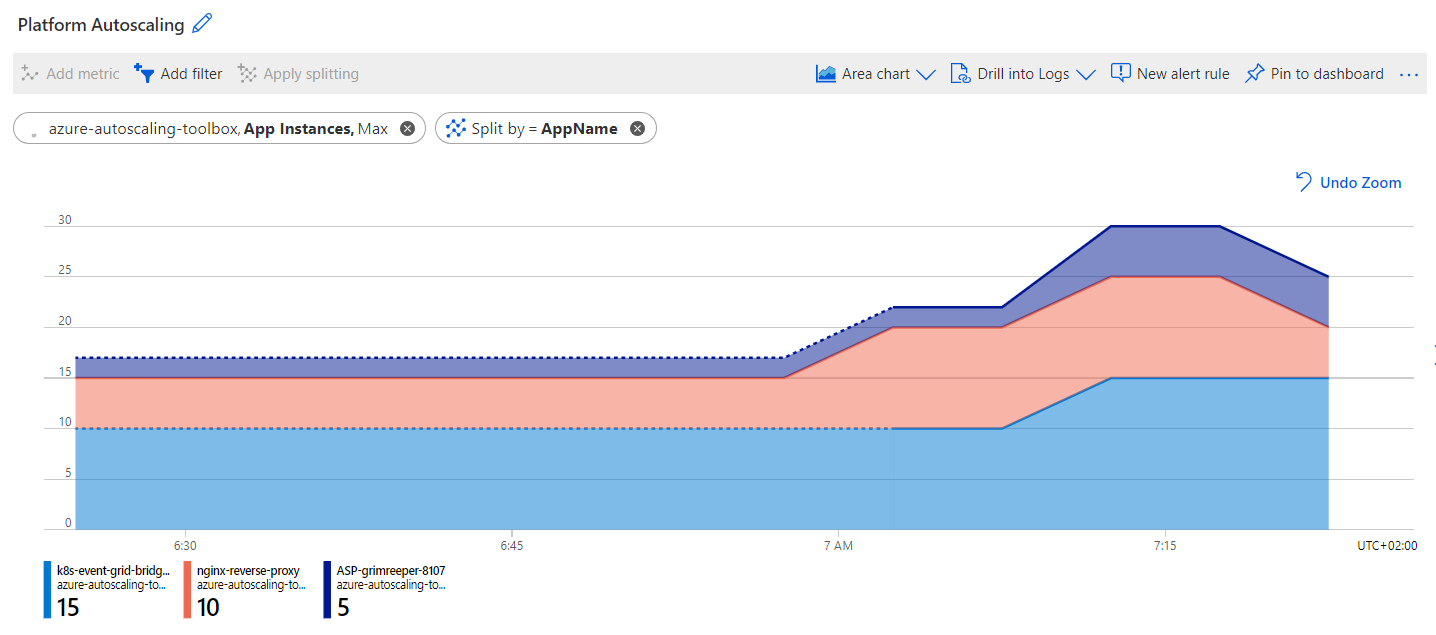 Platform Autoscaling
Add metric Add filter Apply splitting Area chart Drill into Logs New alert rule Pin to dashboard ...
azure-autoscaling-toolbox, App Instances, Max Split by = AppName
Undo Zoom
30
25
20
15
10
5
0
6:30 6:45 7 AM 7:15 UTC+02:00
k8s-event-grid-bridg... nginx-reverse-proxy ASP-grimreeper-8107
azure-autoscaling-to... azure-autoscaling-to... azure-autoscaling-to...
15 10 5